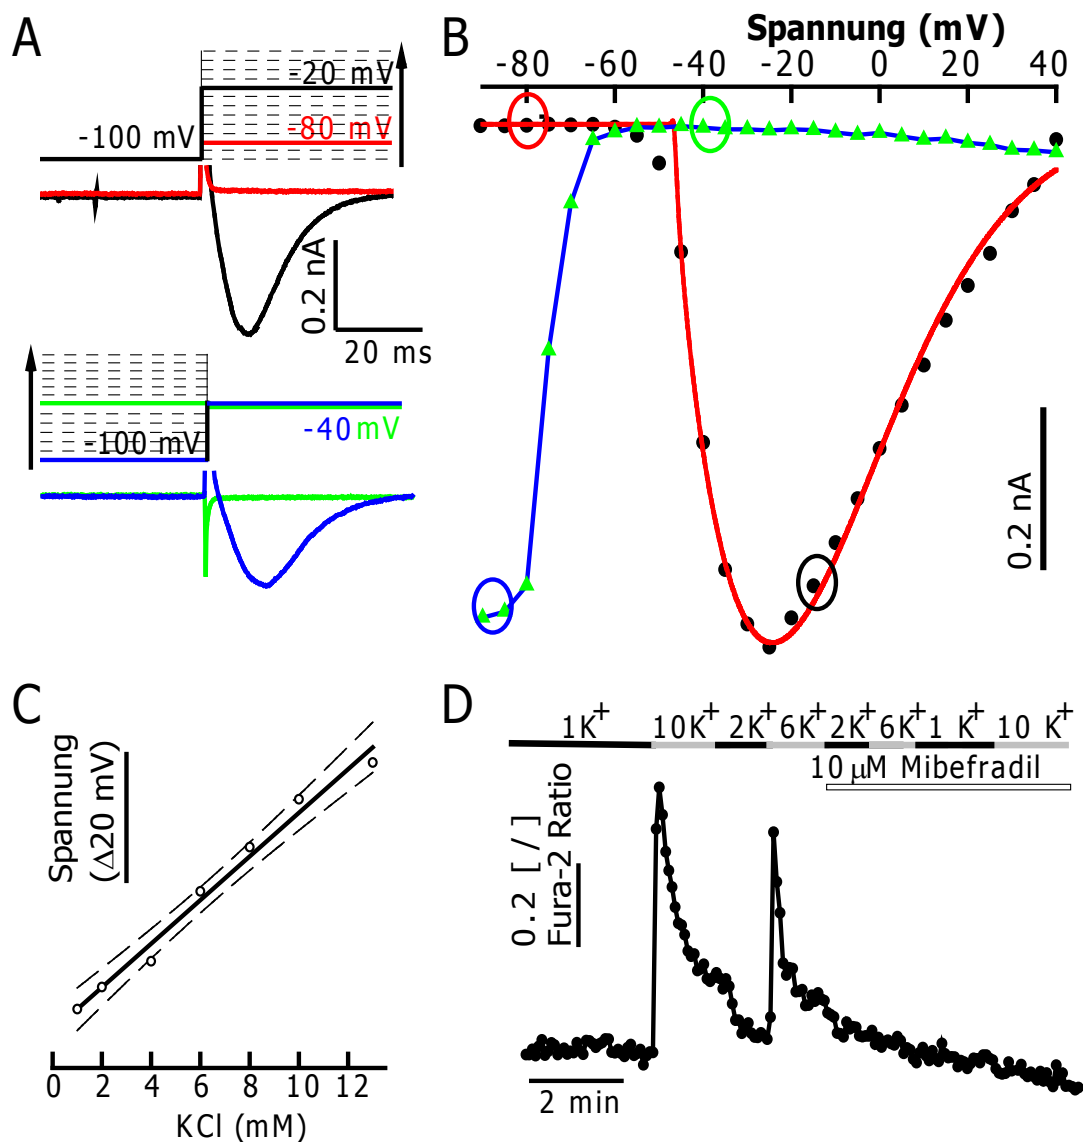 A
-20 mV
-80 mV
-100 mV
0.2 nA
20 ms
-100 mV
-40 mV
B
Spannung (mV)
-80 -60 -40 -20 0 20 40
0.2 nA
C
Spannung
(Δ20 mV)
0 2 4 6 8 10 12
KCl (mM)
D
1K+ 10K+ 2K+ 6K+ 2K+ 6K+ 1 K+ 10 K+
10 µM Mibefradil
0.2 [ / ]
Fura-2 Ratio
2 min